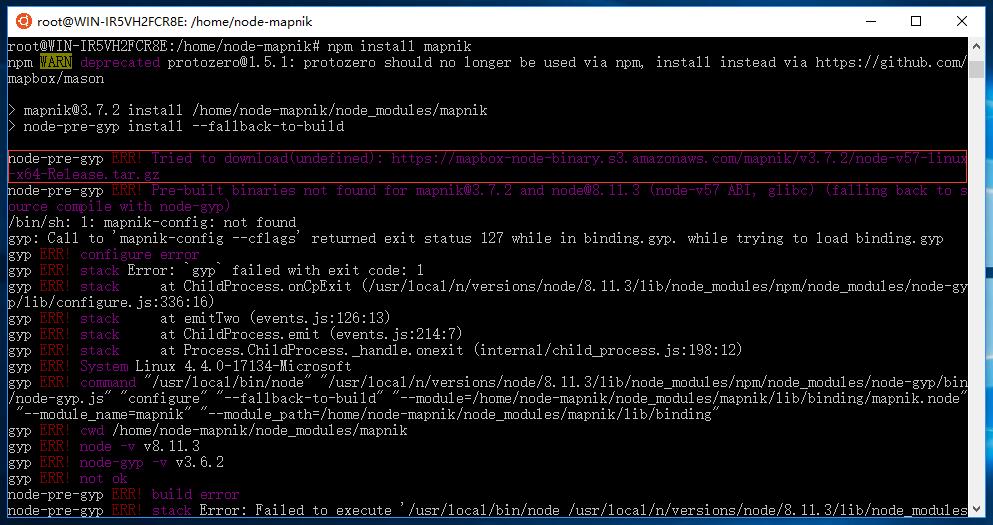 root@WIN-IR5VH2FCR8E: /home/node-mapnik
root@WIN-IR5VH2FCR8E:/home/node-mapnik# npm install mapnik
npm WARN deprecated protozero@1.5.1: protozero should no longer be used via npm, install instead via https://github.com/
mapbox/mason
> mapnik@3.7.2 install /home/node-mapnik/node_modules/mapnik
> node-pre-gyp install --fallback-to-build
node-pre-gyp ERR! Tried to download(undefined): https://mapbox-node-binary.s3.amazonaws.com/mapnik/v3.7.2/node-v57-linux
-x64-Release.tar.gz
node-pre-gyp ERR! Pre-built binaries not found for mapnik@3.7.2 and node@8.11.3 (node-v57 ABI, glibc) (falling back to s
ource compile with node-gyp)
/bin/sh: 1: mapnik-config: not found
gyp: Call to 'mapnik-config --cflags' returned exit status 127 while in binding.gyp. while trying to load binding.gyp
gyp ERR! configure error
gyp ERR! stack Error: `gyp` failed with exit code: 1
gyp ERR! stack     at ChildProcess.onCpExit (/usr/local/n/versions/node/8.11.3/lib/node_modules/npm/node_modules/node-gy
p/lib/configure.js:336:16)
gyp ERR! stack     at emitTwo (events.js:126:13)
gyp ERR! stack     at ChildProcess.emit (events.js:214:7)
gyp ERR! stack     at Process.ChildProcess._handle.onexit (internal/child_process.js:198:12)
gyp ERR! System Linux 4.4.0-17134-Microsoft
gyp ERR! command "/usr/local/bin/node" "/usr/local/n/versions/node/8.11.3/lib/node_modules/npm/node_modules/node-gyp/bin
/node-gyp.js" "configure" "--fallback-to-build" "--module=/home/node-mapnik/node_modules/mapnik/lib/binding/mapnik.node"
 "--module_name=mapnik" "--module_path=/home/node-mapnik/node_modules/mapnik/lib/binding"
gyp ERR! cwd /home/node-mapnik/node_modules/mapnik
gyp ERR! node -v v8.11.3
gyp ERR! node-gyp -v v3.6.2
gyp ERR! not ok
node-pre-gyp ERR! build error
node-pre-gyp ERR! stack Error: Failed to execute '/usr/local/bin/node /usr/local/n/versions/node/8.11.3/lib/node_modules